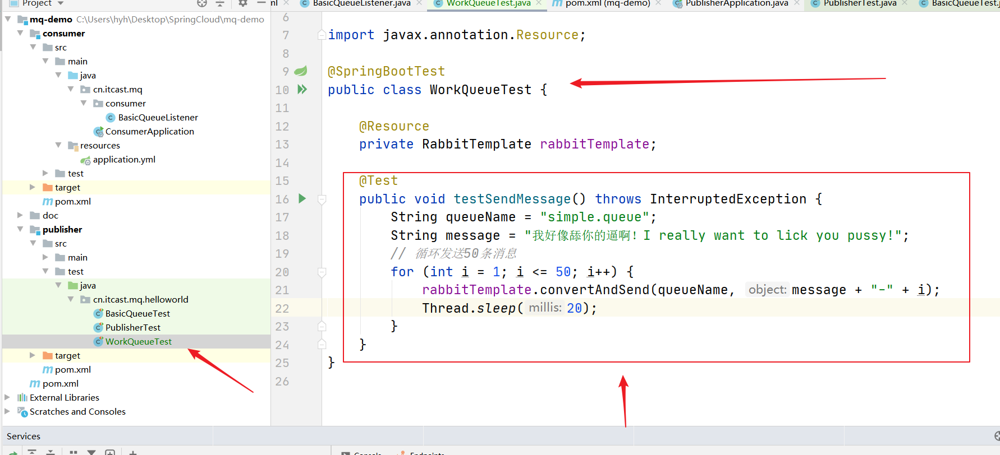 Project
ml
BasicQueueListener.java
WorkQueueTest.java
pom.xml (mq-demo)
PublisherApplication.java
PublisherTest.java
BasicQueueTest.j
mq-demo C:\Users\hyh\Desktop\SpringCloud\mq-demo
consumer
src
main
java
cn.itcast.mq
consumer
BasicQueueListener
ConsumerApplication
resources
application.yml
test
target
pom.xml
doc
publisher
src
main
test
java
cn.itcast.mq.helloworld
BasicQueueTest
PublisherTest
WorkQueueTest
target
pom.xml
pom.xml
External Libraries
Scratches and Consoles
6
7 import javax.annotation.Resource;
8
9 @SpringBootTest
10 public class WorkQueueTest {
11
12 @Resource
13 private RabbitTemplate rabbitTemplate;
14
15 @Test
16 public void testSendMessage() throws InterruptedException {
17 String queueName = "simple.queue";
18 String message = "我好像舔你的逼啊! I really want to lick you pussy!";
19 // 循环发送50条消息
20 for (int i = 1; i <= 50; i++) {
21 rabbitTemplate.convertAndSend(queueName, object: message + "-" + i);
22 Thread.sleep( millis: 20);
23 }
24 }
25 }
26
Services
Console
Endpoints